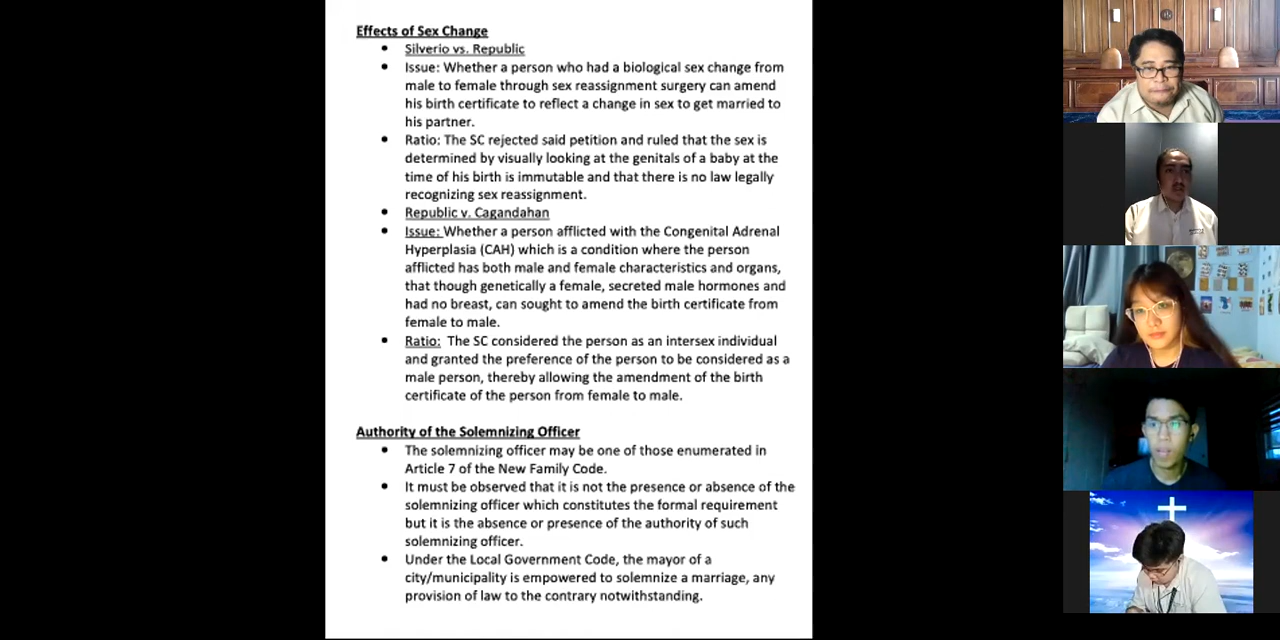 Effects of Sex Change
• Silverio vs. Republic
• Issue: Whether a person who had a biological sex change from
male to female through sex reassignment surgery can amend
his birth certificate to reflect a change in sex to get married to
his partner.
• Ratio: The SC rejected said petition and ruled that the sex is
determined by visually looking at the genitals of a baby at the
time of his birth is immutable and that there is no law legally
recognizing sex reassignment.
• Republic v. Cagandahan
• Issue: Whether a person afflicted with the Congenital Adrenal
Hyperplasia (CAH) which is a condition where the person
afflicted has both male and female characteristics and organs,
that though genetically a female, secreted male hormones and
had no breast, can sought to amend the birth certificate from
female to male.
• Ratio: The SC considered the person as an intersex individual
and granted the preference of the person to be considered as a
male person, thereby allowing the amendment of the birth
certificate of the person from female to male.
Authority of the Solemnizing Officer
• The solemnizing officer may be one of those enumerated in
Article 7 of the New Family Code.
• It must be observed that it is not the presence or absence of the
solemnizing officer which constitutes the formal requirement
but it is the absence or presence of the authority of such
solemnizing officer.
• Under the Local Government Code, the mayor of a
city/municipality is empowered to solemnize a marriage, any
provision of law to the contrary notwithstanding.